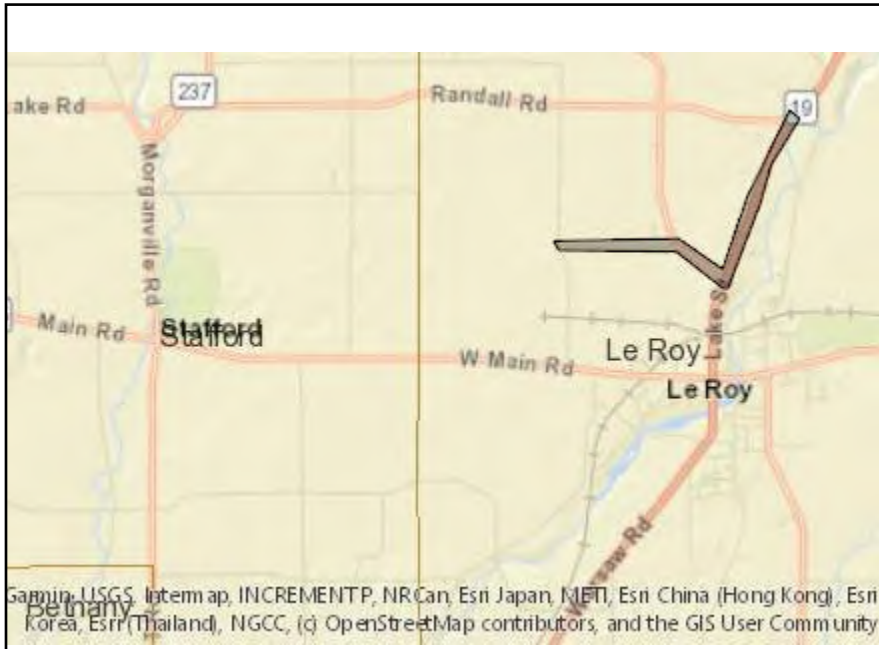 237
ake Rd
Randall Rd
19
Morganville Rd
Main Rd
Stafford
Stafford
W Main Rd
Lake S
Le Roy
Le Roy
Warsaw Rd
Bethany
Garmin, USGS, Intermap, INCREMENT P, NRCan, Esri Japan, METI, Esri China (Hong Kong), Esri
Korea, Esri (Thailand), NGCC, (c) OpenStreetMap contributors, and the GIS User Community